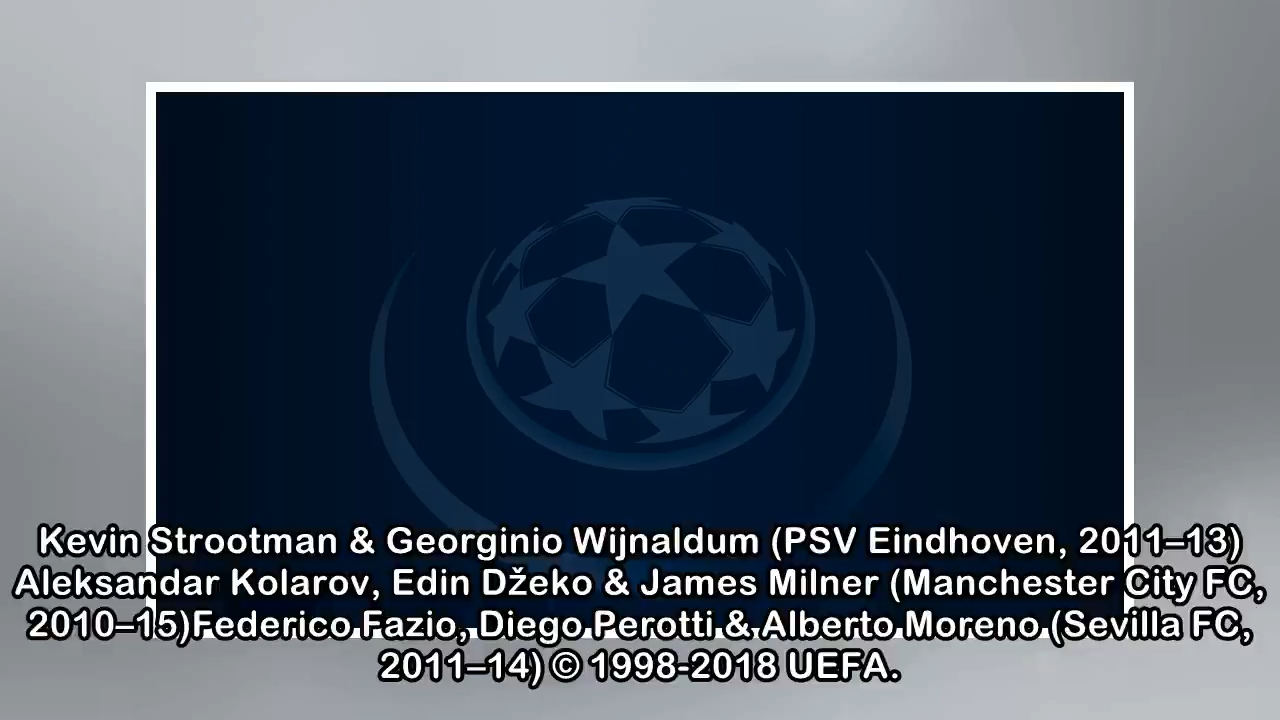 Kevin Strootman & Georginio Wijnaldum (PSV Eindhoven, 2011–13)
Aleksandar Kolarov, Edin Džeko & James Milner (Manchester City FC,
2010–15)Federico Fazio, Diego Perotti & Alberto Moreno (Sevilla FC,
2011–14) © 1998-2018 UEFA.